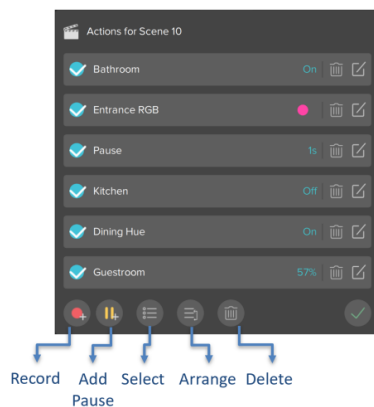 Actions for Scene 10
Bathroom On
Entrance RGB
Pause 1s
Kitchen Off
Dining Hue On
Guestroom 57%
Record Add Pause Select Arrange Delete